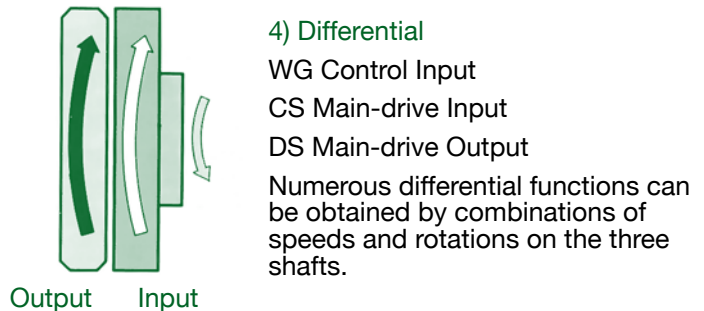 4) Differential
WG Control Input
CS Main-drive Input
DS Main-drive Output
Numerous differential functions can
be obtained by combinations of
speeds and rotations on the three
shafts.
Output Input